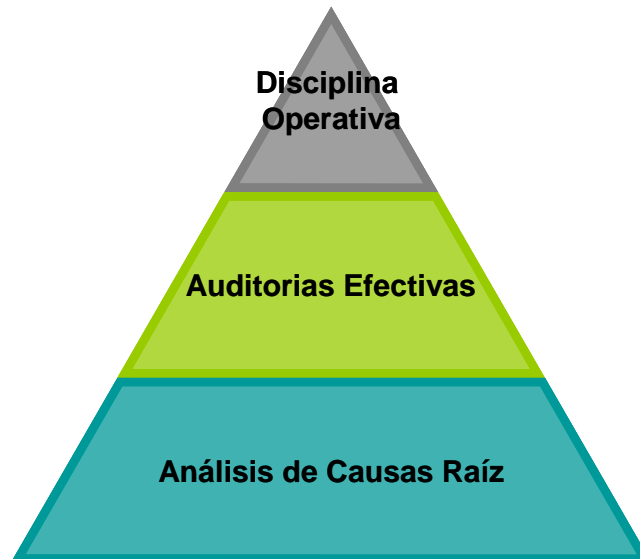 Disciplina
Operativa
Auditorias Efectivas
Análisis de Causas Raíz